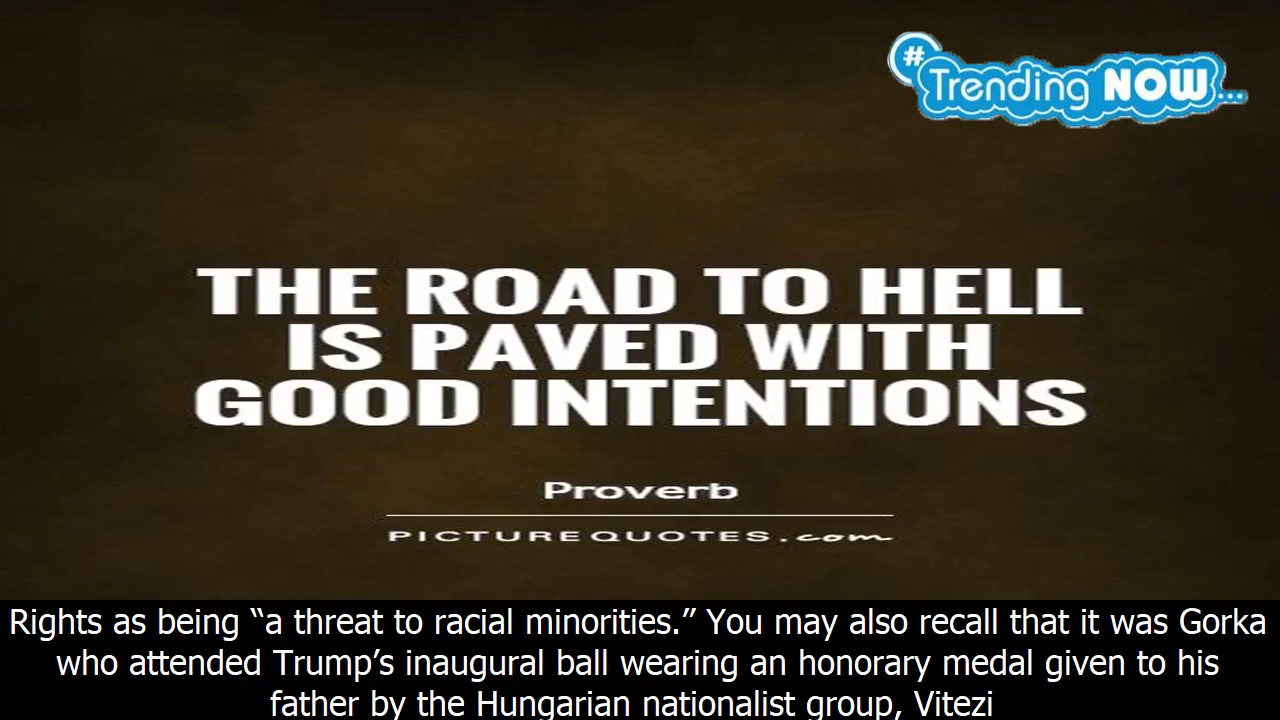 # Trending NOW...
THE ROAD TO HELL
IS PAVED WITH
GOOD INTENTIONS
Proverb
PICTUREQUOTES.com
Rights as being “a threat to racial minorities.” You may also recall that it was Gorka
who attended Trump’s inaugural ball wearing an honorary medal given to his
father by the Hungarian nationalist group, Vitezi